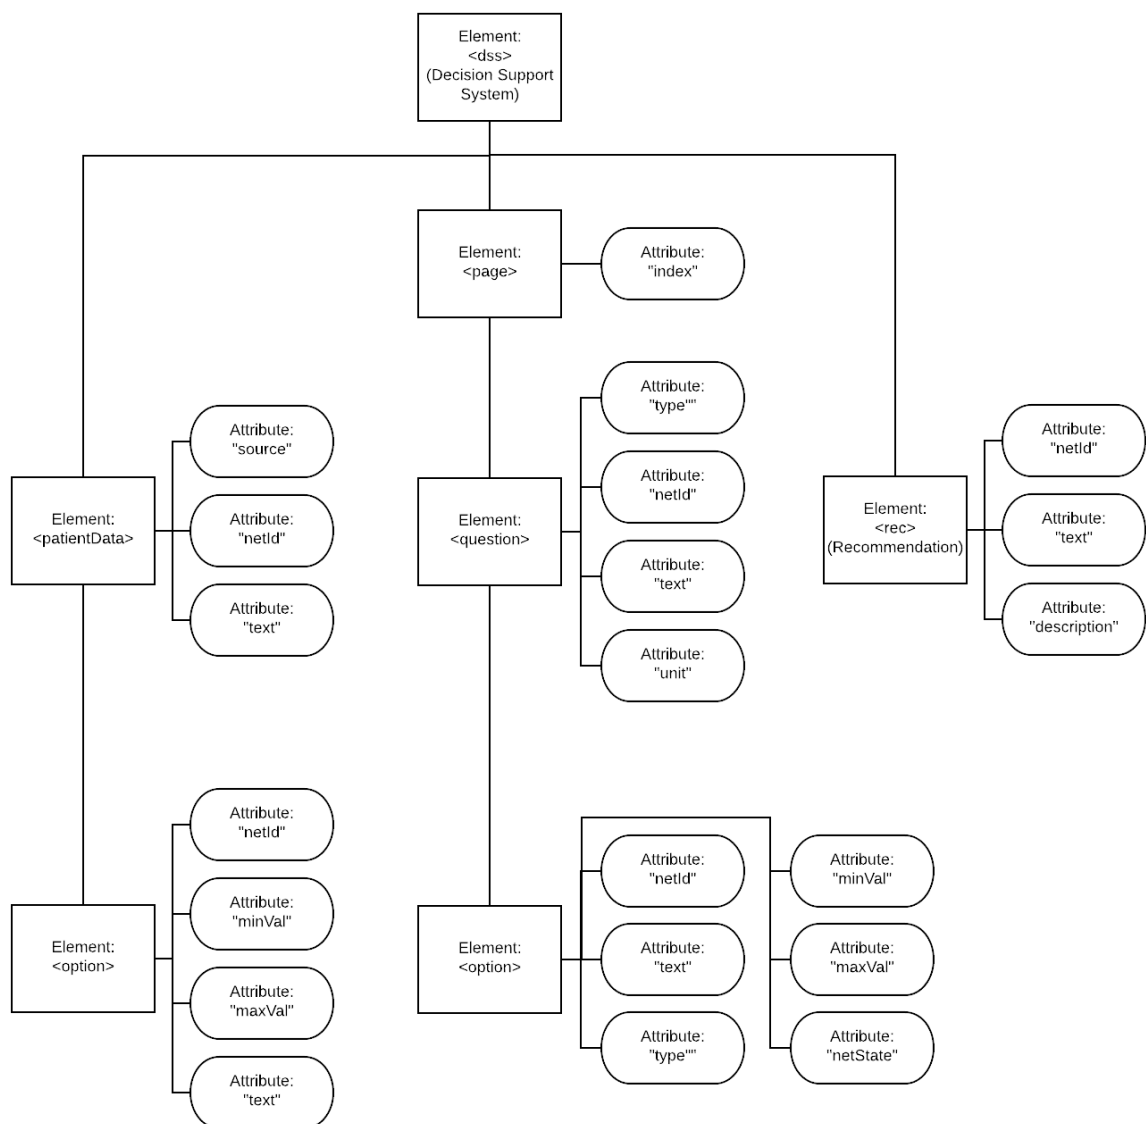 Element:
<dss>
(Decision Support
System)
Element:
<page>
Attribute:
"index"
Attribute:
"source"
Element:
<patientData>
Attribute:
"netId"
Attribute:
"text"
Attribute:
"type""
Attribute:
"netId"
Element:
<question>
Attribute:
"text"
Attribute:
"unit"
Element:
<rec>
(Recommendation)
Attribute:
"netId"
Attribute:
"text"
Attribute:
"description"
Element:
<option>
Attribute:
"netId"
Attribute:
"minVal"
Attribute:
"maxVal"
Attribute:
"text"
Element:
<option>
Attribute:
"netId"
Attribute:
"text"
Attribute:
"type""
Attribute:
"minVal"
Attribute:
"maxVal"
Attribute:
"netState"